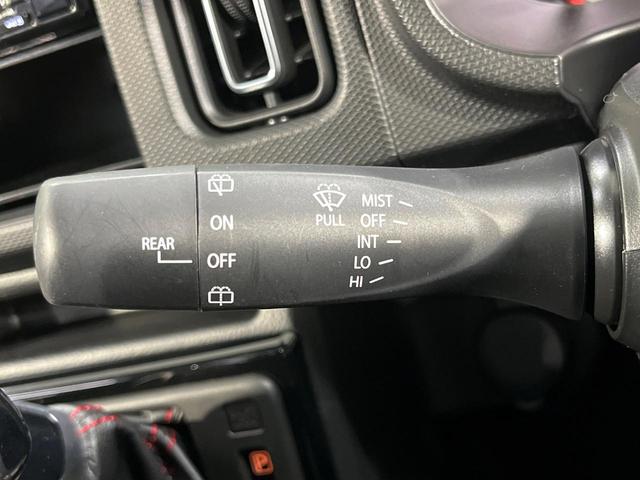 ON
REAR OFF
PULL
MIST
OFF
INT
LO
HI
P